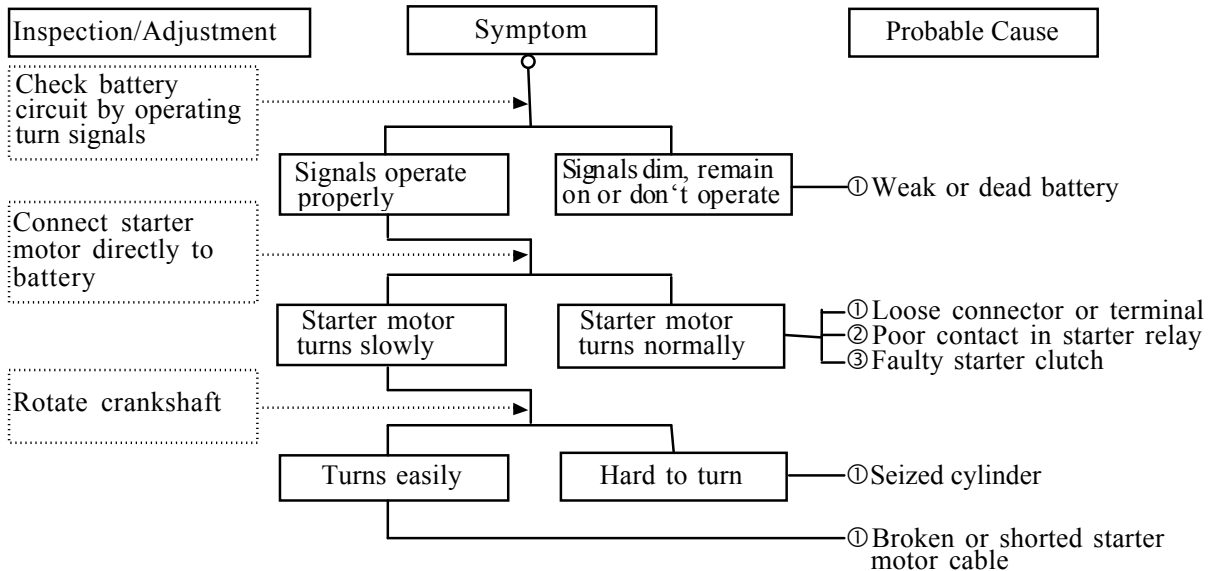 Inspection/Adjustment
Symptom
Probable Cause
Check battery
circuit by operating
turn signals
Signals operate
properly
Signals dim, remain
on or don‘t operate
①Weak or dead battery
Connect starter
motor directly to
battery
Starter motor
turns slowly
Starter motor
turns normally
①Loose connector or terminal
②Poor contact in starter relay
③Faulty starter clutch
Rotate crankshaft
Turns easily
Hard to turn
①Seized cylinder
①Broken or shorted starter
motor cable